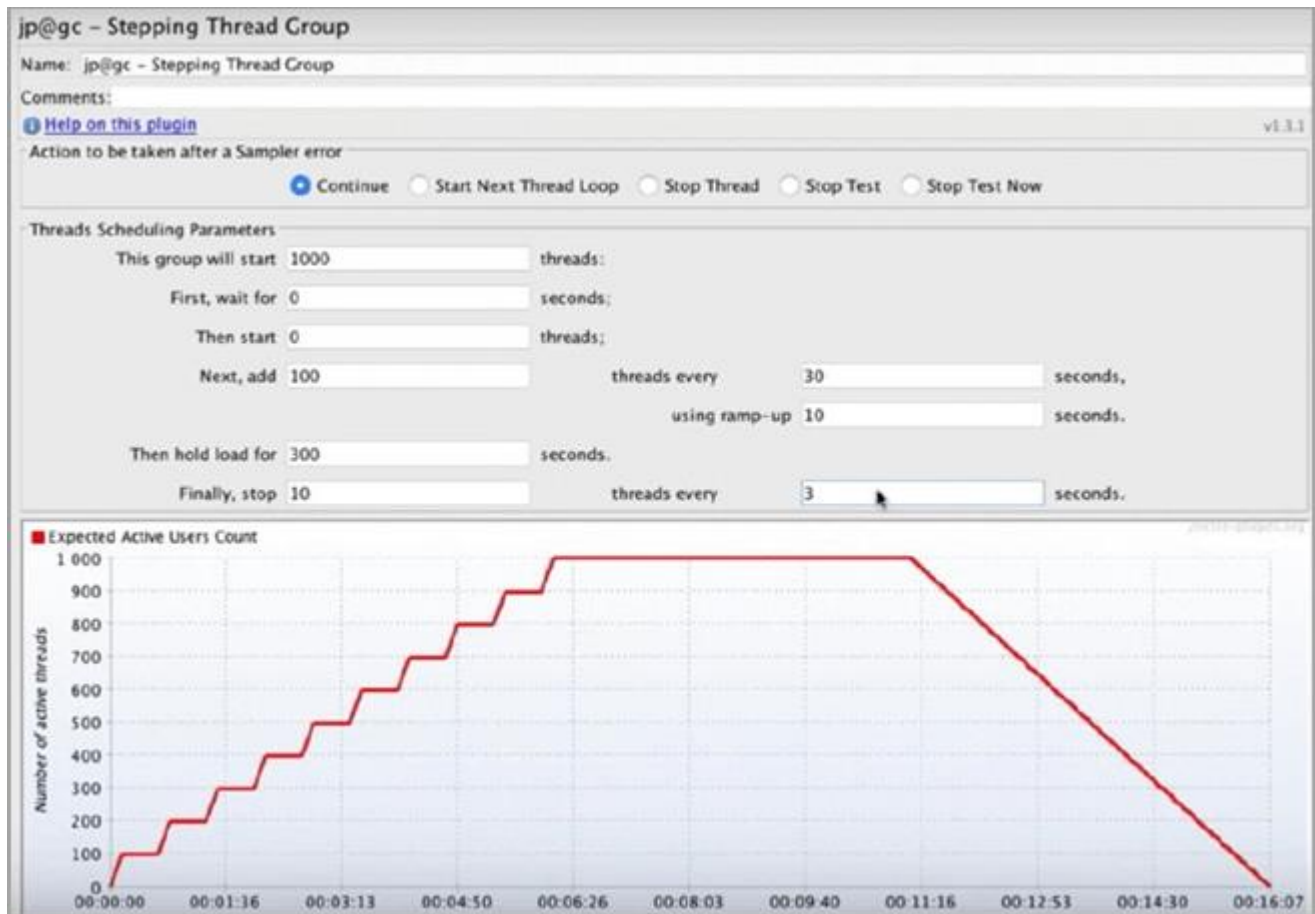 jp@gc - Stepping Thread Group
Name: jp@gc - Stepping Thread Group
Comments:
Help on this plugin v1.3.1
Action to be taken after a Sampler error
Continue Start Next Thread Loop Stop Thread Stop Test Stop Test Now
Threads Scheduling Parameters
This group will start 1000 threads:
First, wait for 0 seconds;
Then start 0 threads;
Next, add 100 threads every 30 seconds,
using ramp-up 10 seconds.
Then hold load for 300 seconds.
Finally, stop 10 threads every 3 seconds.
Expected Active Users Count
Number of active threads
1 000
900
800
700
600
500
400
300
200
100
0
00:00:00 00:01:36 00:03:13 00:04:50 00:06:26 00:08:03 00:09:40 00:11:16 00:12:53 00:14:30 00:16:07